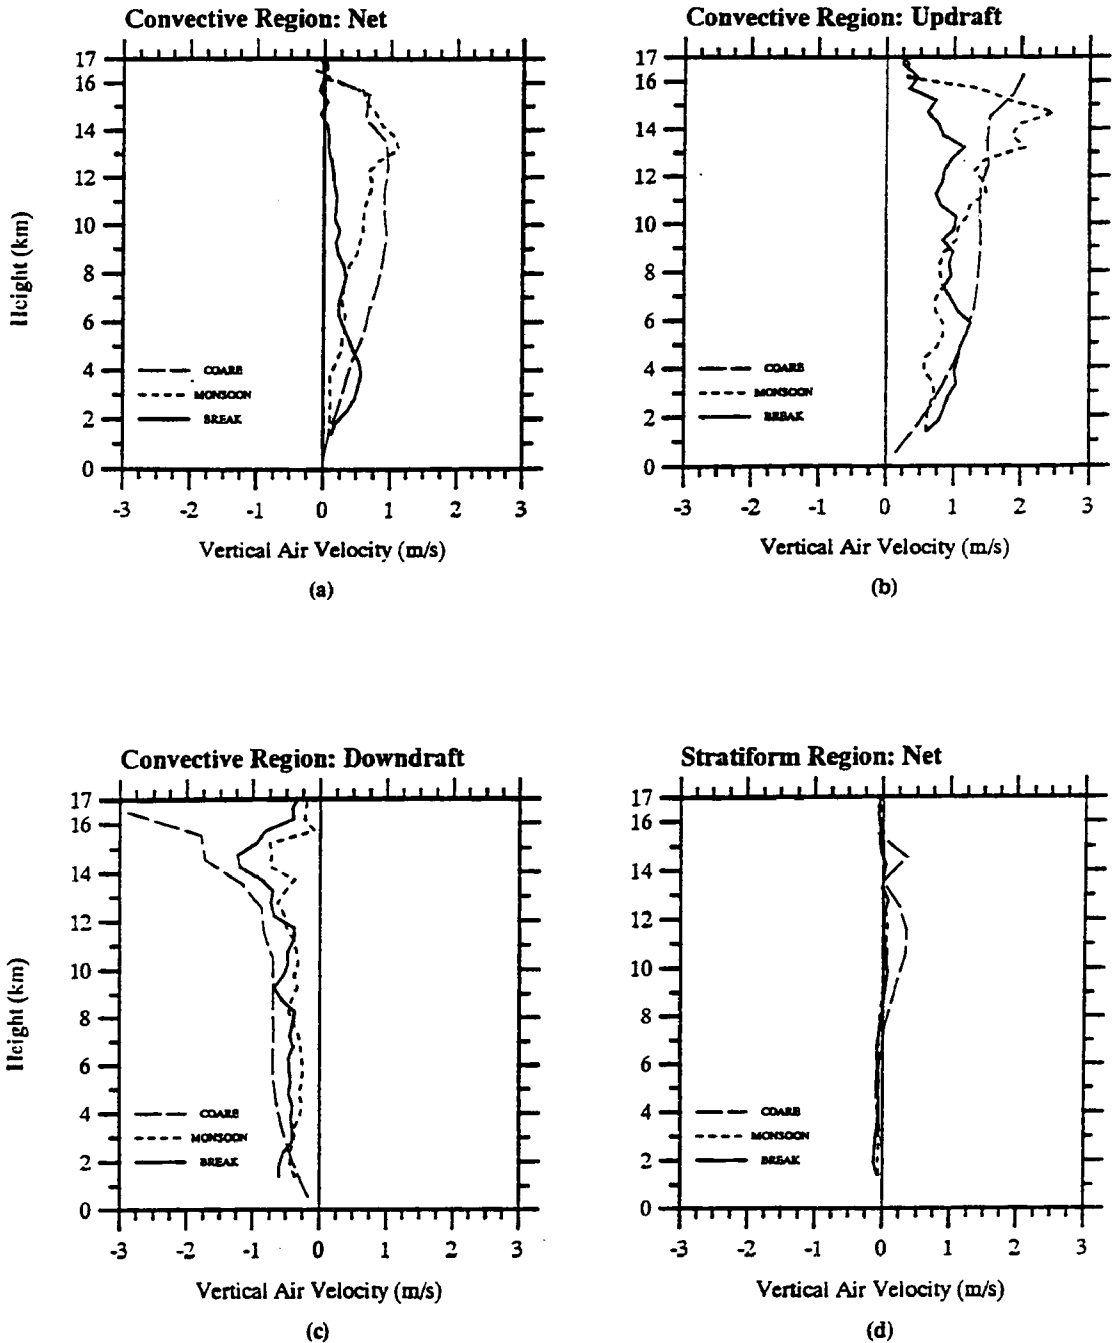 Convective Region: Net
17
16
14
12
10
8
6
4
2
0
Height (km)
COARE
MONSOON
BREAK
-3 -2 -1 0 1 2 3
Vertical Air Velocity (m/s)
(a)
Convective Region: Updraft
17
16
14
12
10
8
6
4
2
0
COARE
MONSOON
BREAK
-3 -2 -1 0 1 2 3
Vertical Air Velocity (m/s)
(b)
Convective Region: Downdraft
17
16
14
12
10
8
6
4
2
0
Height (km)
COARE
MONSOON
BREAK
-3 -2 -1 0 1 2 3
Vertical Air Velocity (m/s)
(c)
Stratiform Region: Net
17
16
14
12
10
8
6
4
2
0
COARE
MONSOON
BREAK
-3 -2 -1 0 1 2 3
Vertical Air Velocity (m/s)
(d)